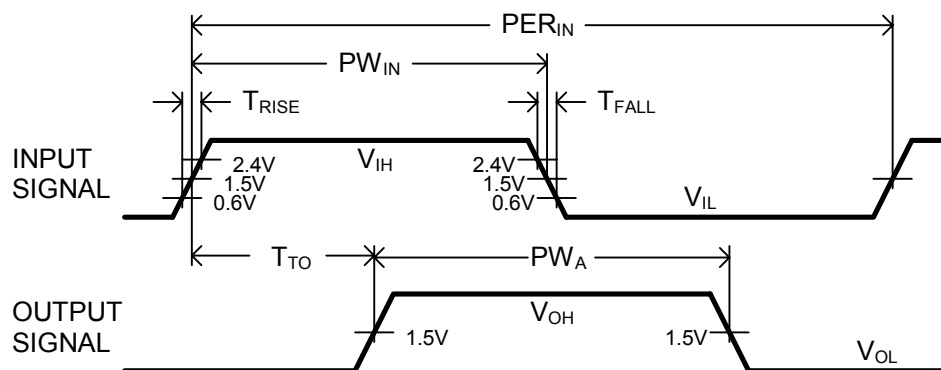 PER_IN
PW_IN
T_RISE
T_FALL
INPUT
SIGNAL
V_IH
2.4V
1.5V
0.6V
2.4V
1.5V
0.6V
V_IL
T_TO
PW_A
OUTPUT
SIGNAL
V_OH
1.5V
1.5V
V_OL